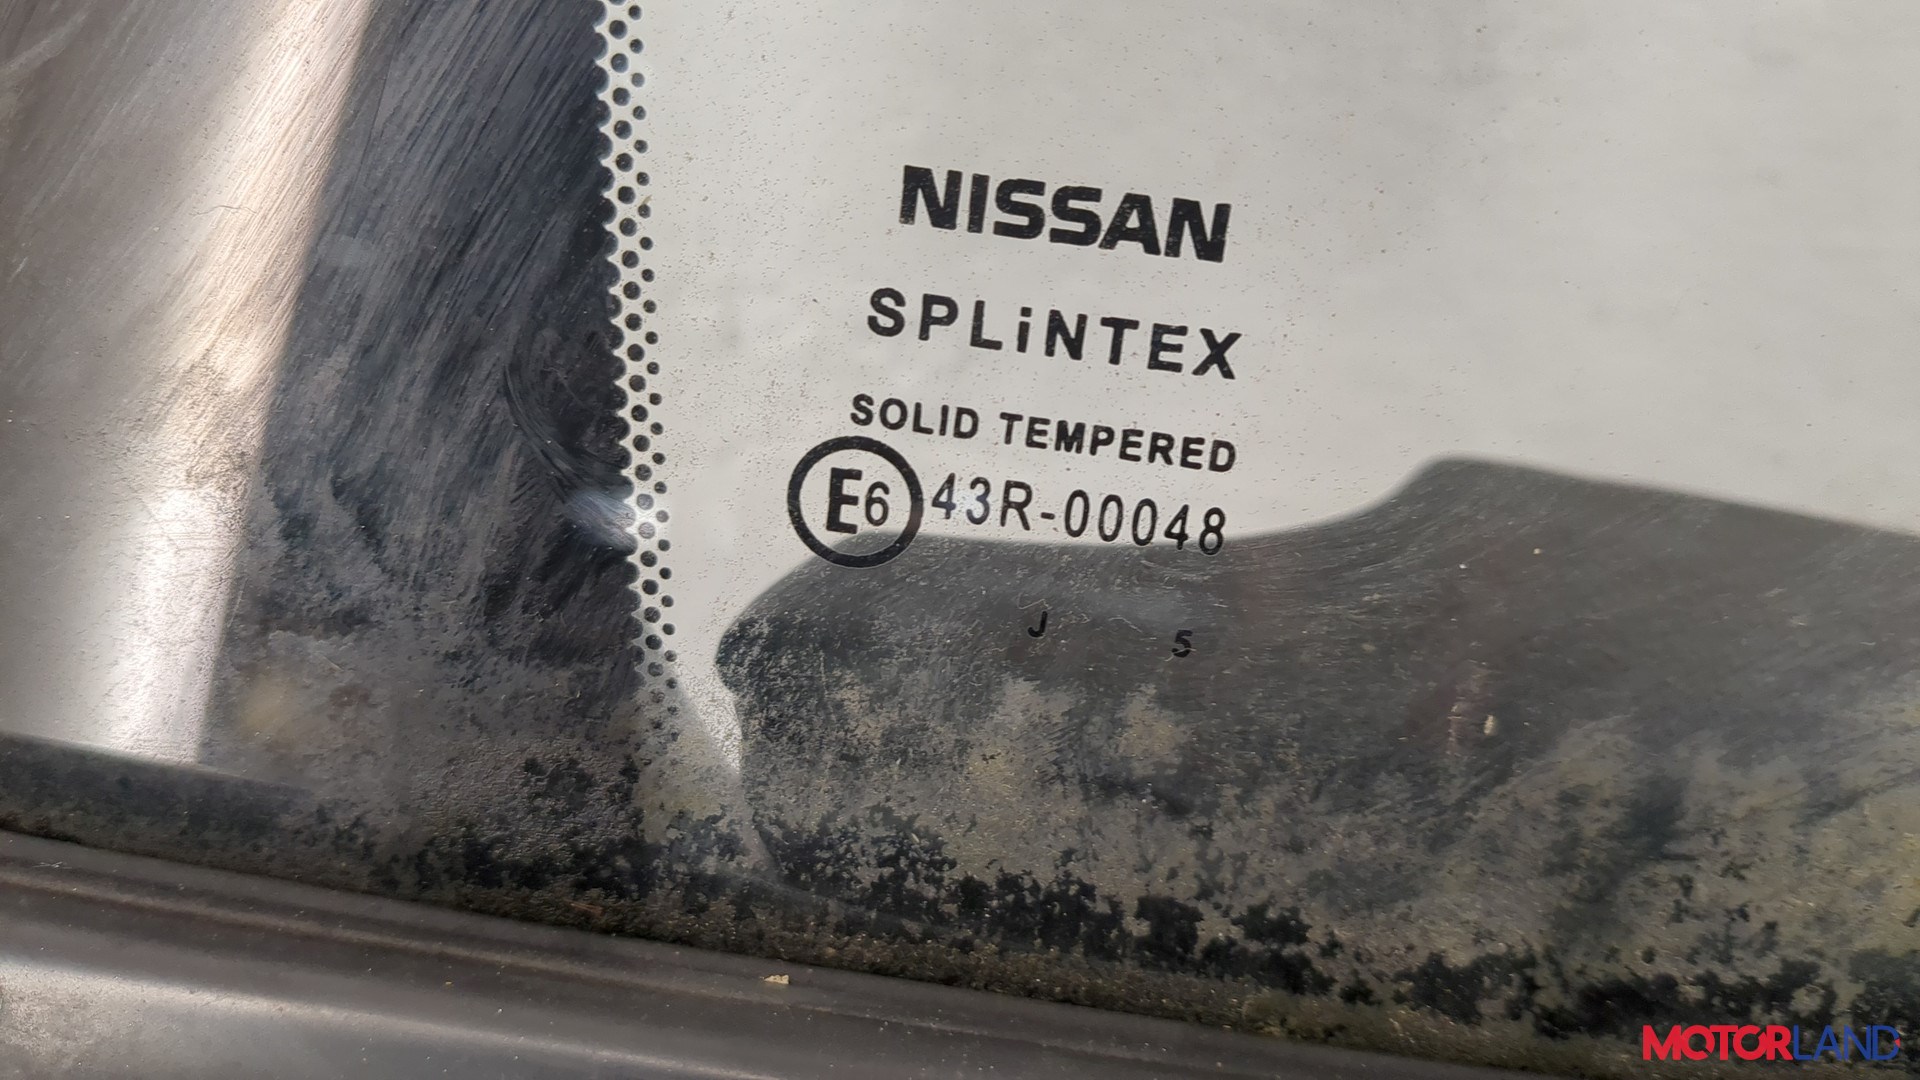 NISSAN
SPLiNTEX
SOLID TEMPERED
E6 43R-00048
J 5
MOTORLAND